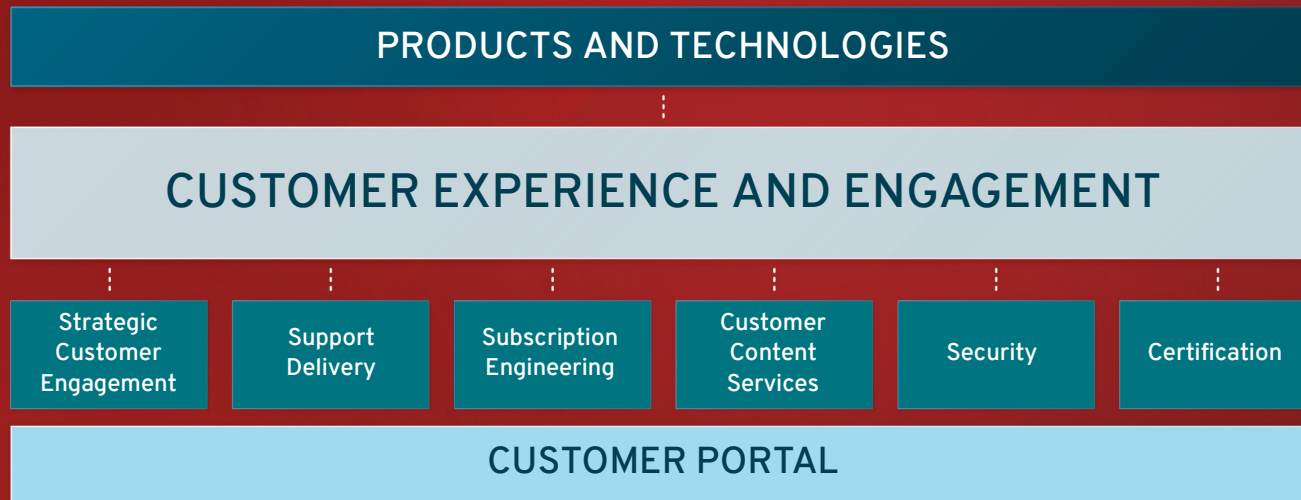 PRODUCTS AND TECHNOLOGIES
CUSTOMER EXPERIENCE AND ENGAGEMENT
Strategic
Customer
Engagement
Support
Delivery
Subscription
Engineering
Customer
Content
Services
Security
Certification
CUSTOMER PORTAL